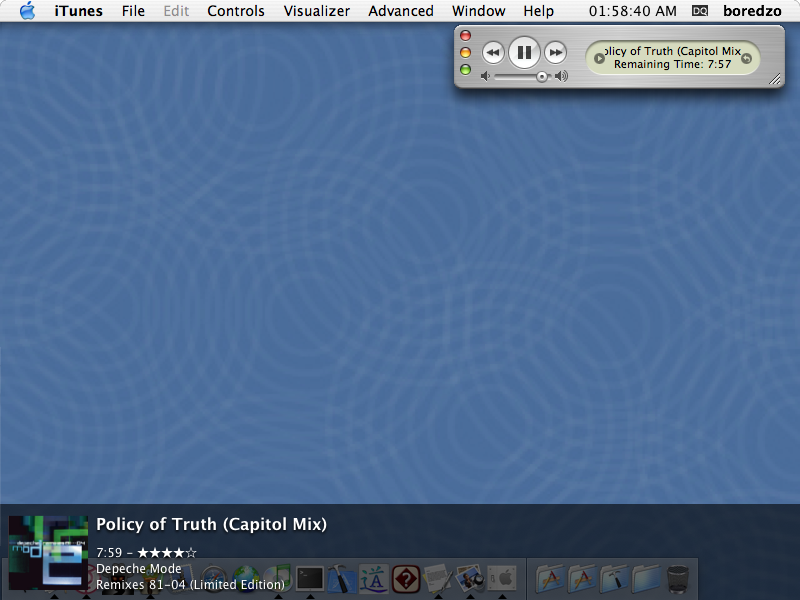 iTunes File Edit Controls Visualizer Advanced Window Help 01:58:40 AM DQ boredzo
olicy of Truth (Capitol Mix
Remaining Time: 7:57
Policy of Truth (Capitol Mix)
7:59 – ★★★★☆
Depeche Mode
Remixes 81–04 (Limited Edition)